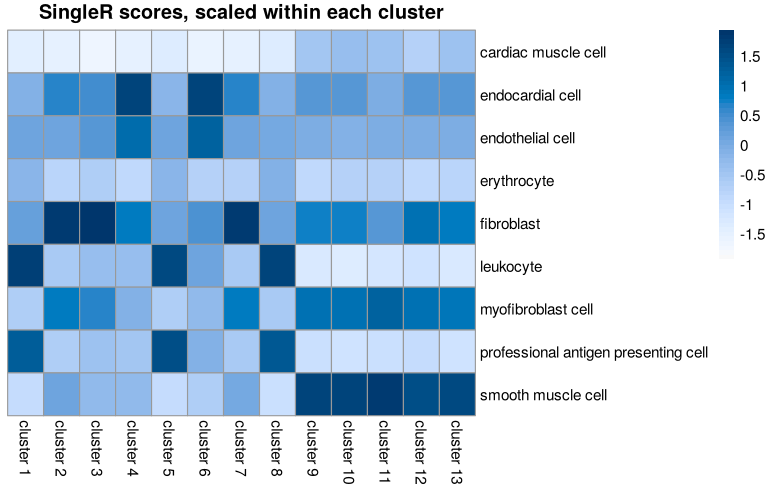 SingleR scores, scaled within each cluster
cardiac muscle cell
endocardial cell
endothelial cell
erythrocyte
fibroblast
leukocyte
myofibroblast cell
professional antigen presenting cell
smooth muscle cell
1.5
1
0.5
0
-0.5
-1
-1.5
cluster 1
cluster 2
cluster 3
cluster 4
cluster 5
cluster 6
cluster 7
cluster 8
cluster 9
cluster 10
cluster 11
cluster 12
cluster 13